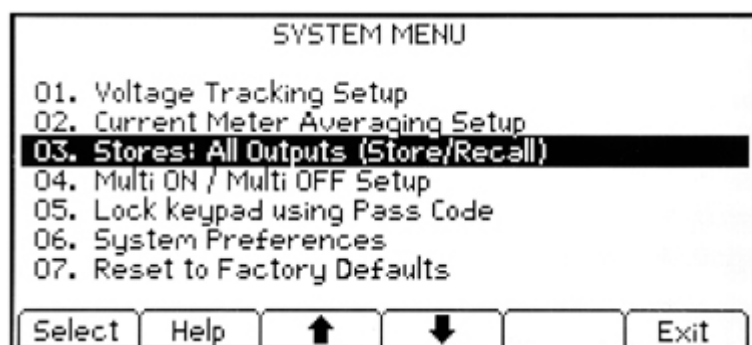 SYSTEM MENU
01. Voltage Tracking Setup
02. Current Meter Averaging Setup
03. Stores: All Outputs (Store/Recall)
04. Multi ON / Multi OFF Setup
05. Lock keypad using Pass Code
06. System Preferences
07. Reset to Factory Defaults
Select Help Exit